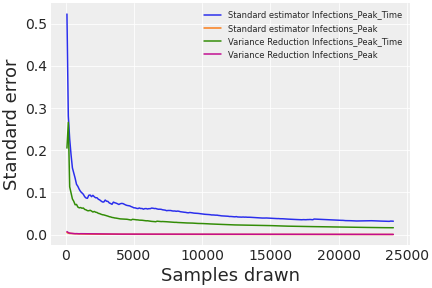 Standard estimator Infections_Peak_Time
Standard estimator Infections_Peak
Variance Reduction Infections_Peak_Time
Variance Reduction Infections_Peak
0.5
0.4
0.3
0.2
0.1
0.0
Standard error
0 5000 10000 15000 20000 25000
Samples drawn